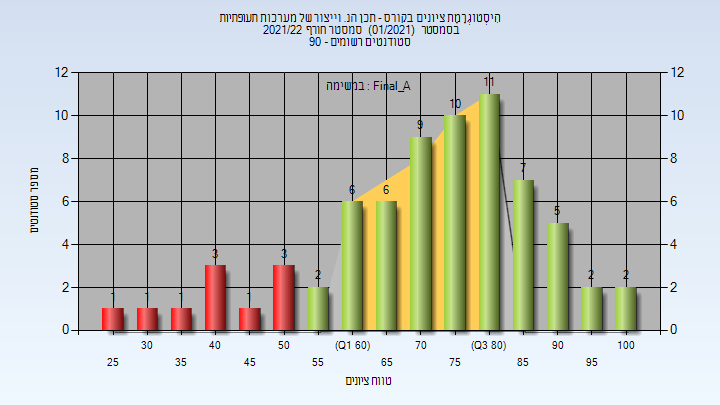 היסטוגרמת ציונים בקורס - תכן הנ. וייצור של מערכות תעופתיות
בסמסטר (01/2021) סמסטר חורף 2021/22
סטודנטים רשומים - 90
במשימה : Final_A
12 12
10 10
8 8
6 6
4 4
2 2
0 0
מספר סטודנטים
1 1 1 3 1 3 2 6 6 9 10 11 7 5 2 2
30 40 50 (Q1 60) 70 (Q3 80) 90 100
25 35 45 55 65 75 85 95
טווח ציונים